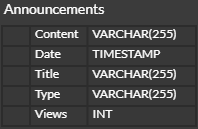 Announcements
Content VARCHAR(255)
Date TIMESTAMP
Title VARCHAR(255)
Type VARCHAR(255)
Views INT